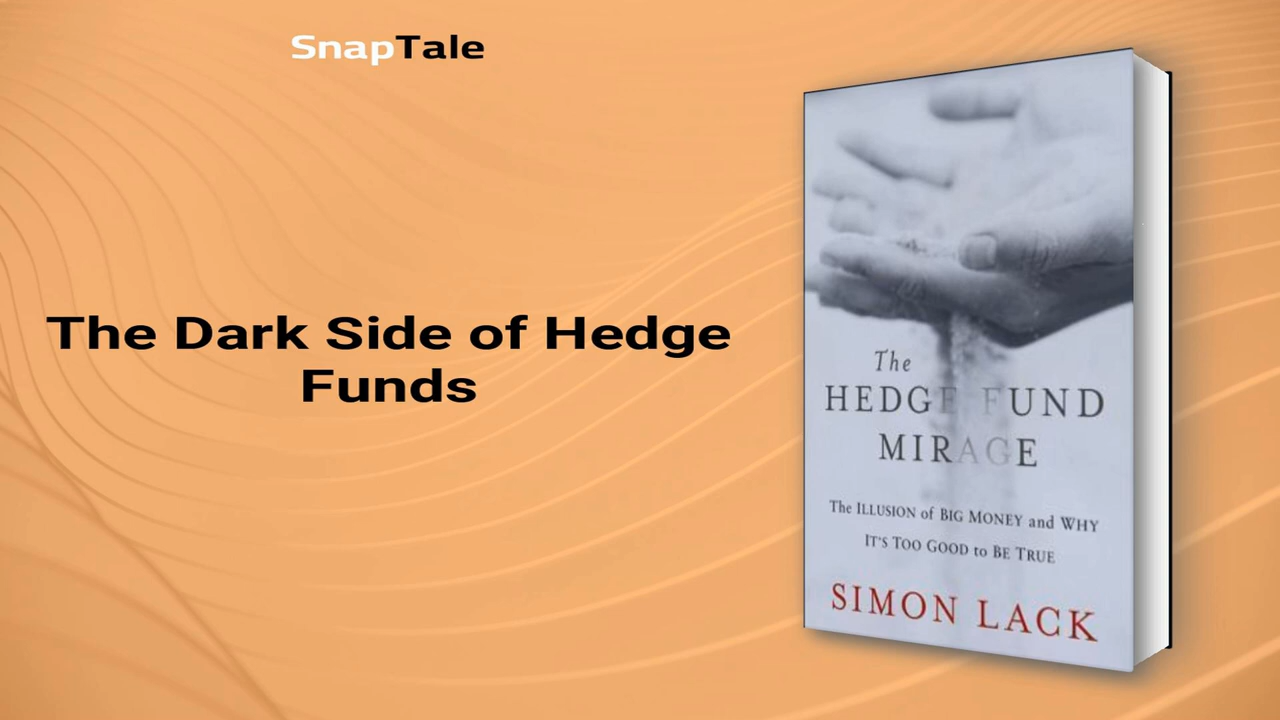 SnapTale
The Dark Side of Hedge
Funds
The
HEDGE FUND
MIRAGE
The ILLUSION of BIG MONEY and WHY
IT'S TOO GOOD to BE TRUE
SIMON LACK